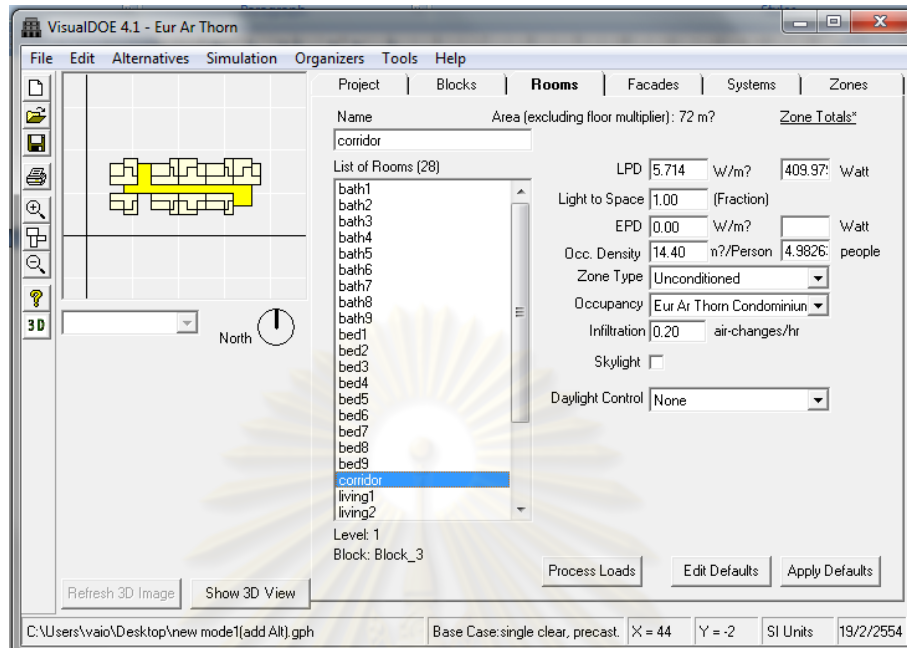 VisualDOE 4.1 - Eur Ar Thorn
File Edit Alternatives Simulation Organizers Tools Help
Project Blocks Rooms Facades Systems Zones
Name Area (excluding floor multiplier) : 72 m? Zone Totals*
corridor
List of Rooms (28)
bath1
bath2
bath3
bath4
bath5
bath6
bath7
bath8
bath9
bed1
bed2
bed3
bed4
bed5
bed6
bed7
bed8
bed9
corridor
living1
living2
Level: 1
Block: Block_3
LPD 5.714 W/m? 409.97 Watt
Light to Space 1.00 (Fraction)
EPD 0.00 W/m? Watt
Occ. Density 14.40 n?/Person 4.9826 people
Zone Type Unconditioned
Occupancy Eur Ar Thorn Condominiun
Infiltration 0.20 air-changes/hr
Skylight
Daylight Control None
North
3D
Process Loads Edit Defaults Apply Defaults
Refresh 3D Image Show 3D View
C:\Users\vaio\Desktop\new mode1(add Alt).gph Base Case:single clear, precast. X = 44 Y = -2 SI Units 19/2/2554